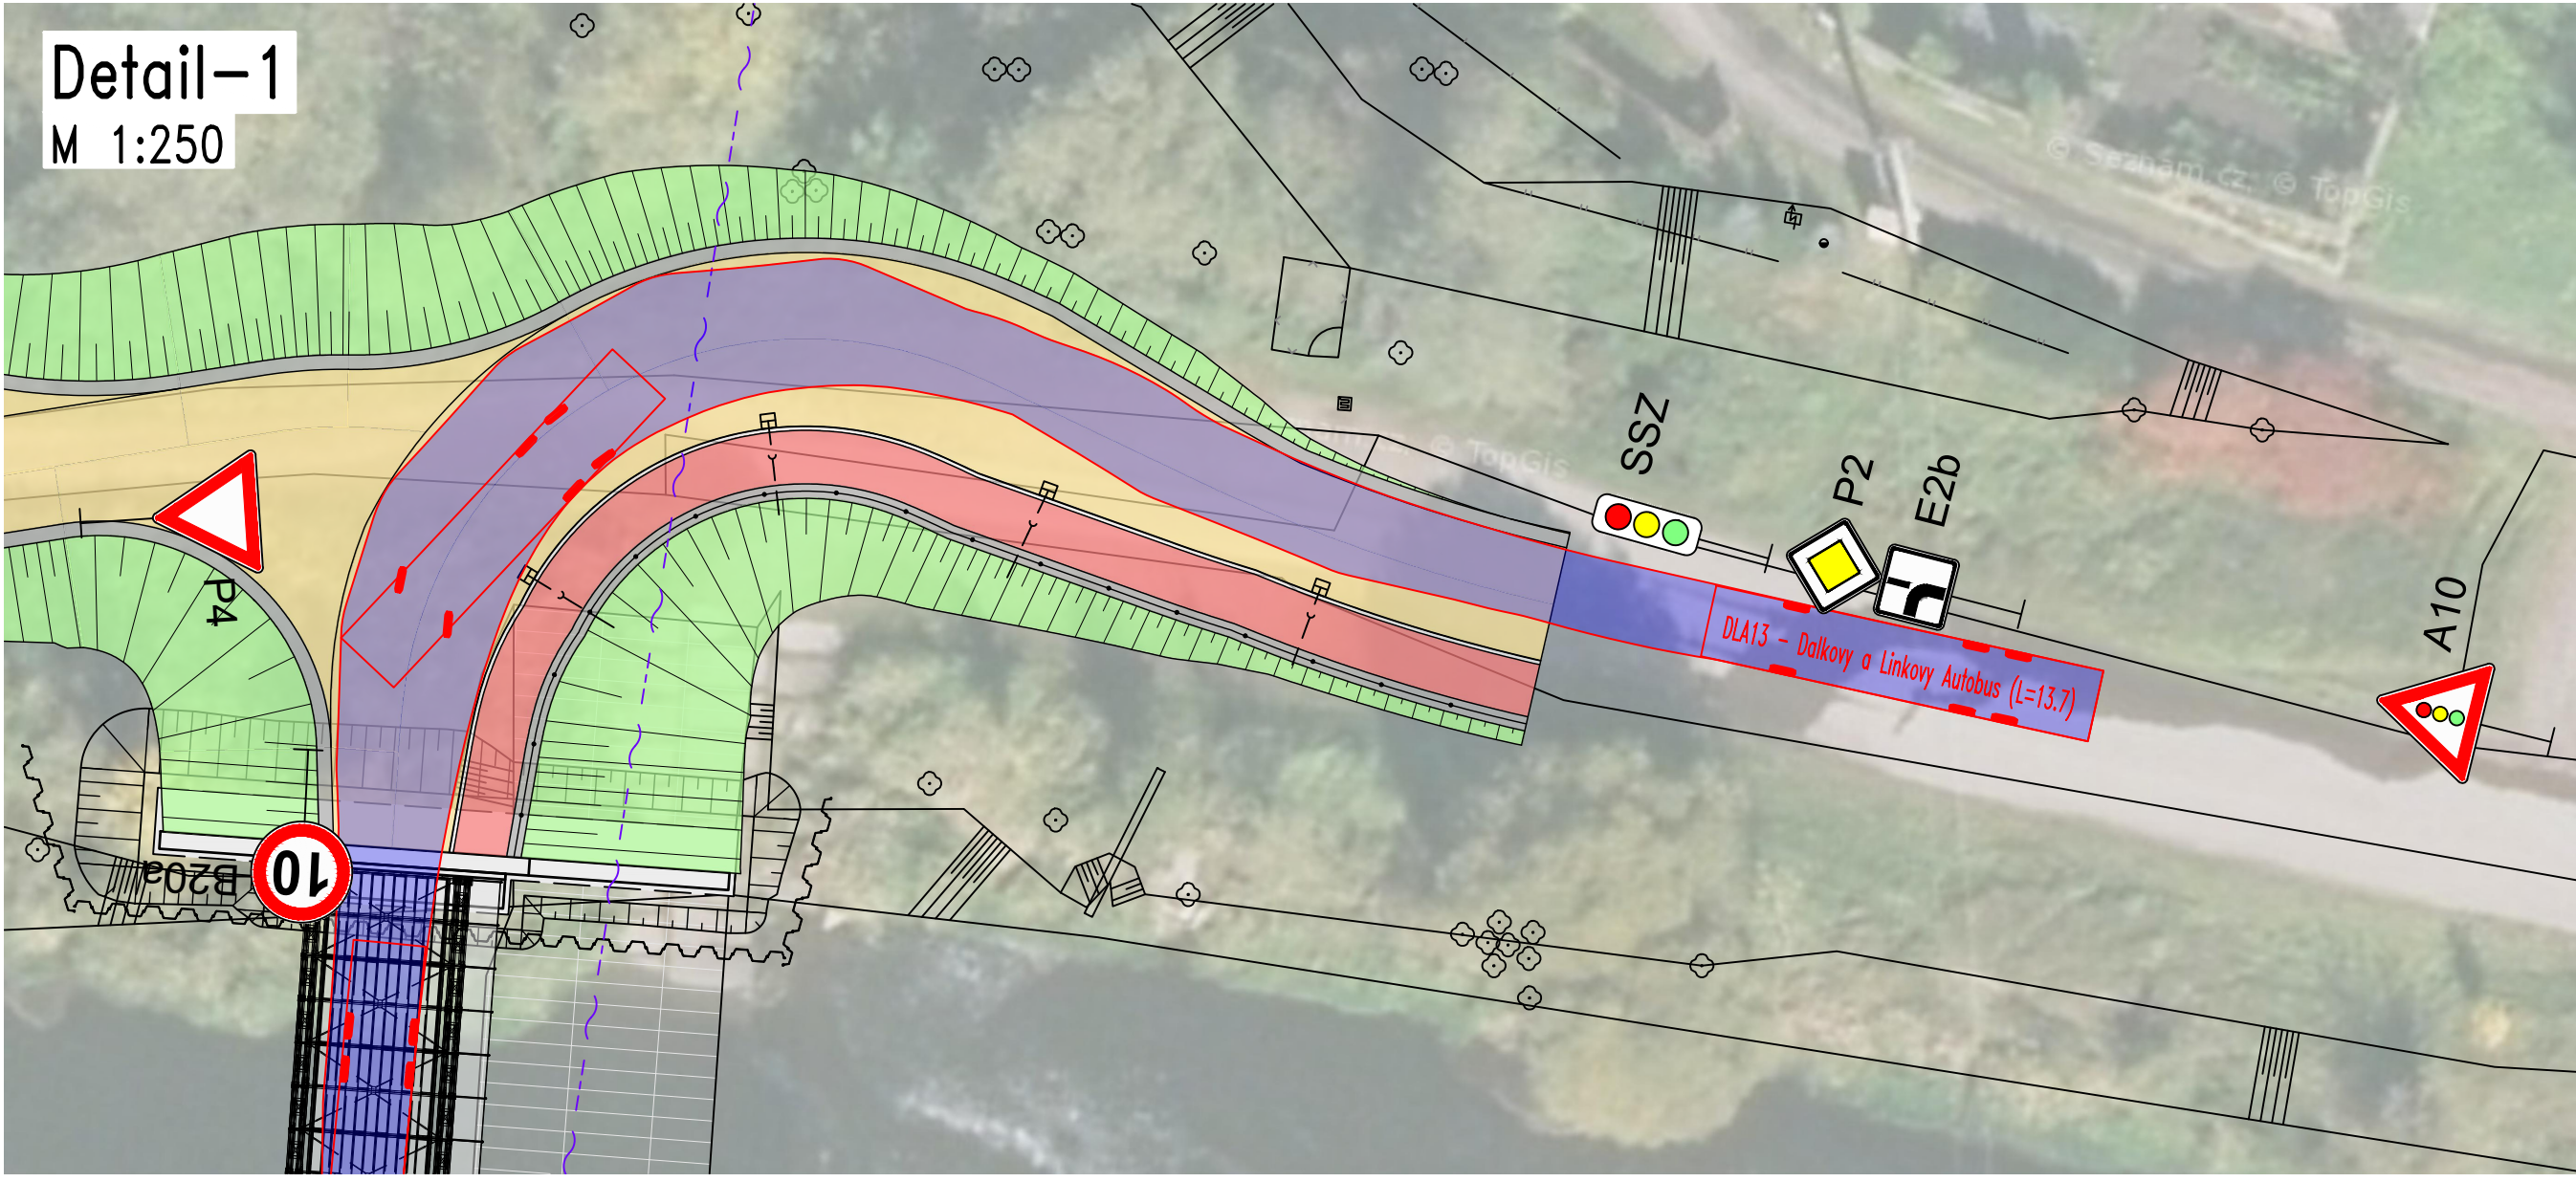 Detail-1
M 1:250
© Seznam.cz, © TopGis
SSZ
© TopGis
P2
E2b
A10
P4
DLA13 - Dalkovy a Linkovy Autobus (L=13.7)
B20a
10